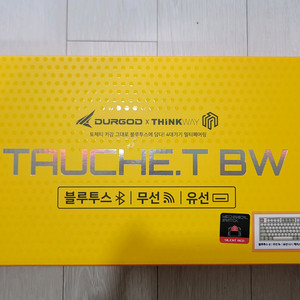 DURGOD x THINKWAY
토체티 키감 그대로 블루투스에 담다! 4대기기 멀티페어링
TAUCHE.T BW
블루투스 | 무선 | 유선